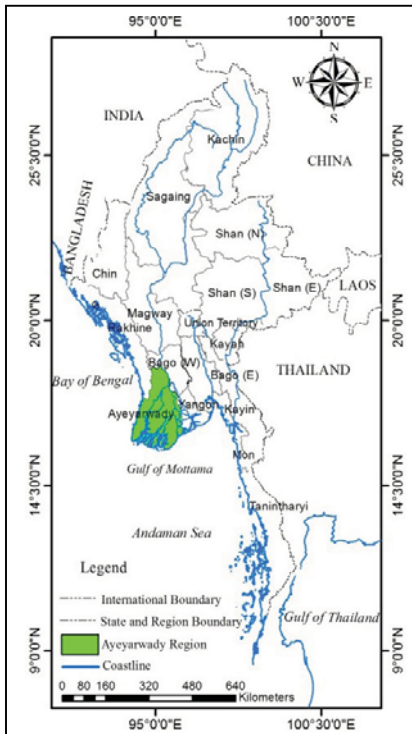 95°0'0"E 100°30'0"E
N
W E
S
INDIA
Kachin
CHINA
25°30'0"N 25°30'0"N
Sagaing
BANGLADESH
Shan (N)
Chin
Shan (S) Shan (E) LAOS
Magway
20°0'0"N 20°0'0"N
Rakhine Union Territory
Kayah
Bago (W)
THAILAND
Bay of Bengal Bago (E)
Ayeyarwady Yangon Kayin
Mon
Gulf of Mottama
14°30'0"N 14°30'0"N
Tanintharyi
Andaman Sea
Legend
International Boundary
State and Region Boundary
Gulf of Thailand
Ayeyarwady Region
Coastline
9°0'0"N 9°0'0"N
0 80 160 320 480 640
Kilometers
95°0'0"E 100°30'0"E